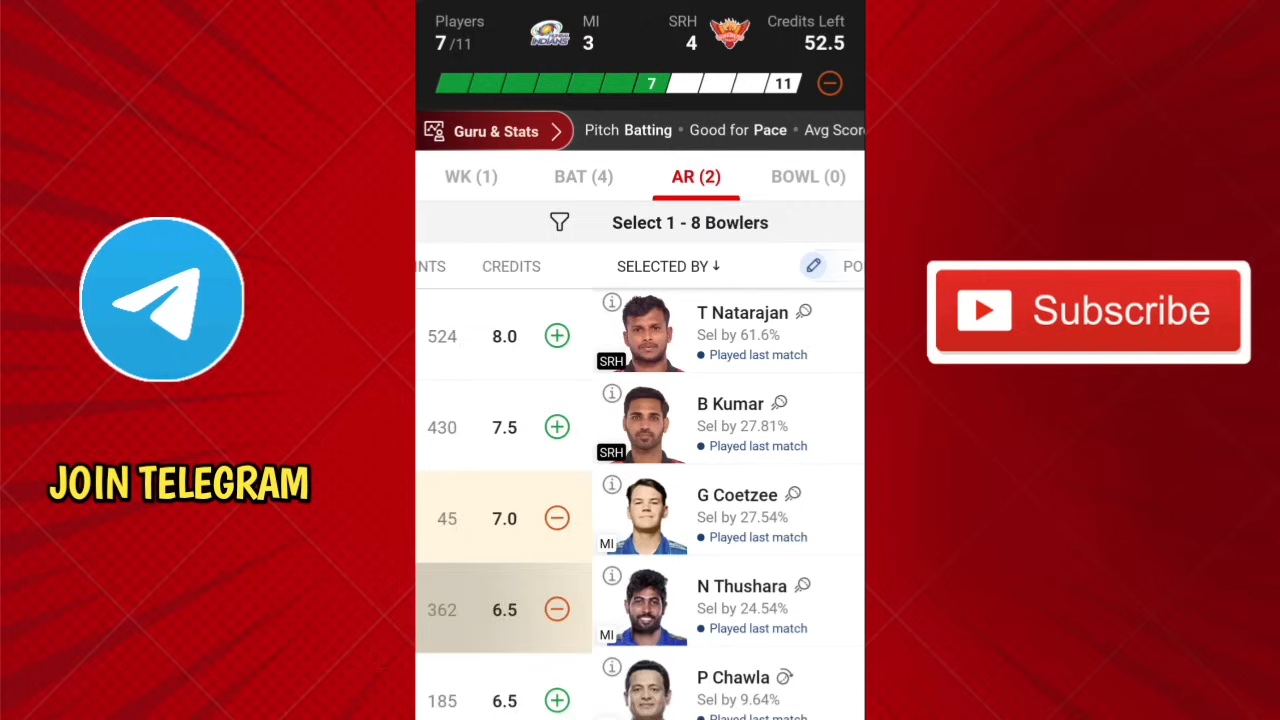 Players
7 /11
MI
3
SRH
4
Credits Left
52.5
7
11
Guru & Stats
Pitch Batting • Good for Pace • Avg Scor
WK (1)
BAT (4)
AR (2)
BOWL (0)
Select 1 - 8 Bowlers
NTS
CREDITS
SELECTED BY ↓
PO
524
8.0
SRH
T Natarajan
Sel by 61.6%
Played last match
430
7.5
SRH
B Kumar
Sel by 27.81%
Played last match
45
7.0
MI
G Coetzee
Sel by 27.54%
Played last match
362
6.5
MI
N Thushara
Sel by 24.54%
Played last match
185
6.5
P Chawla
Sel by 9.64%
Played last match
JOIN TELEGRAM
Subscribe